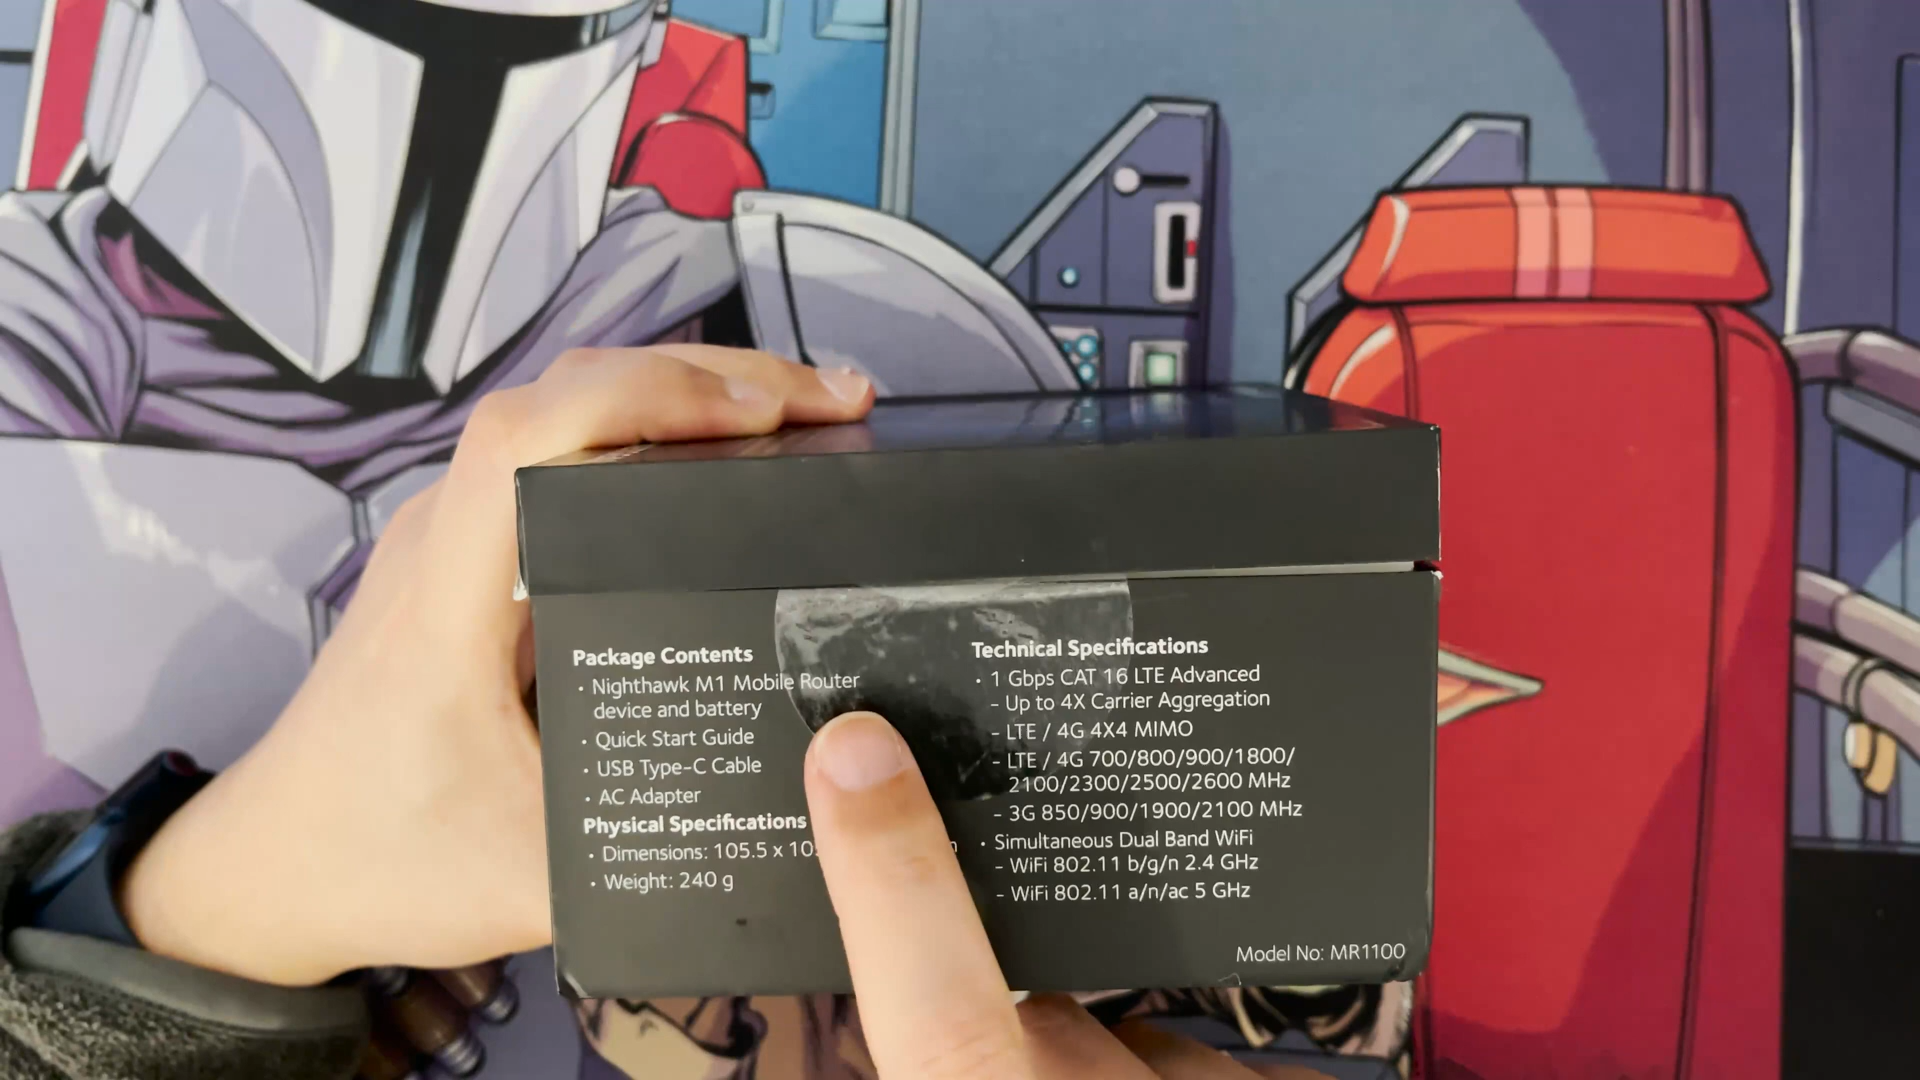 Package Contents
• Nighthawk M1 Mobile Router
device and battery
• Quick Start Guide
• USB Type-C Cable
• AC Adapter
Physical Specifications
• Dimensions: 105.5 x
• Weight: 240 g
Technical Specifications
• 1 Gbps CAT 16 LTE Advanced
- Up to 4X Carrier Aggregation
- LTE / 4G 4X4 MIMO
- LTE / 4G 700/800/900/1800/
2100/2300/2500/2600 MHz
- 3G 850/900/1900/2100 MHz
• Simultaneous Dual Band WiFi
- WiFi 802.11 b/g/n 2.4 GHz
- WiFi 802.11 a/n/ac 5 GHz
Model No: MR1100